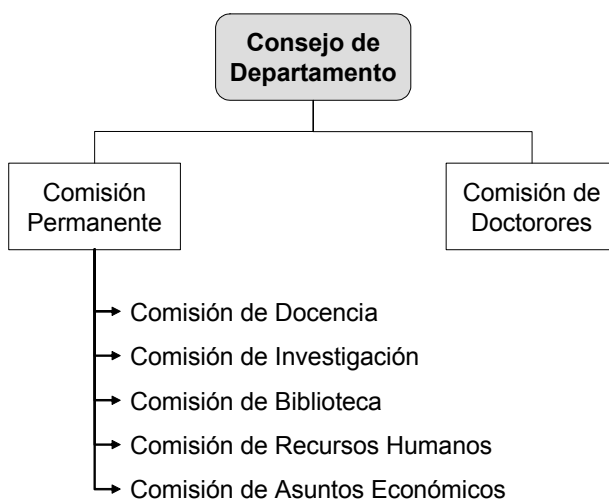 Consejo de
Departamento
Comisión
Permanente
Comisión de
Doctorores
Comisión de Docencia
Comisión de Investigación
Comisión de Biblioteca
Comisión de Recursos Humanos
Comisión de Asuntos Económicos